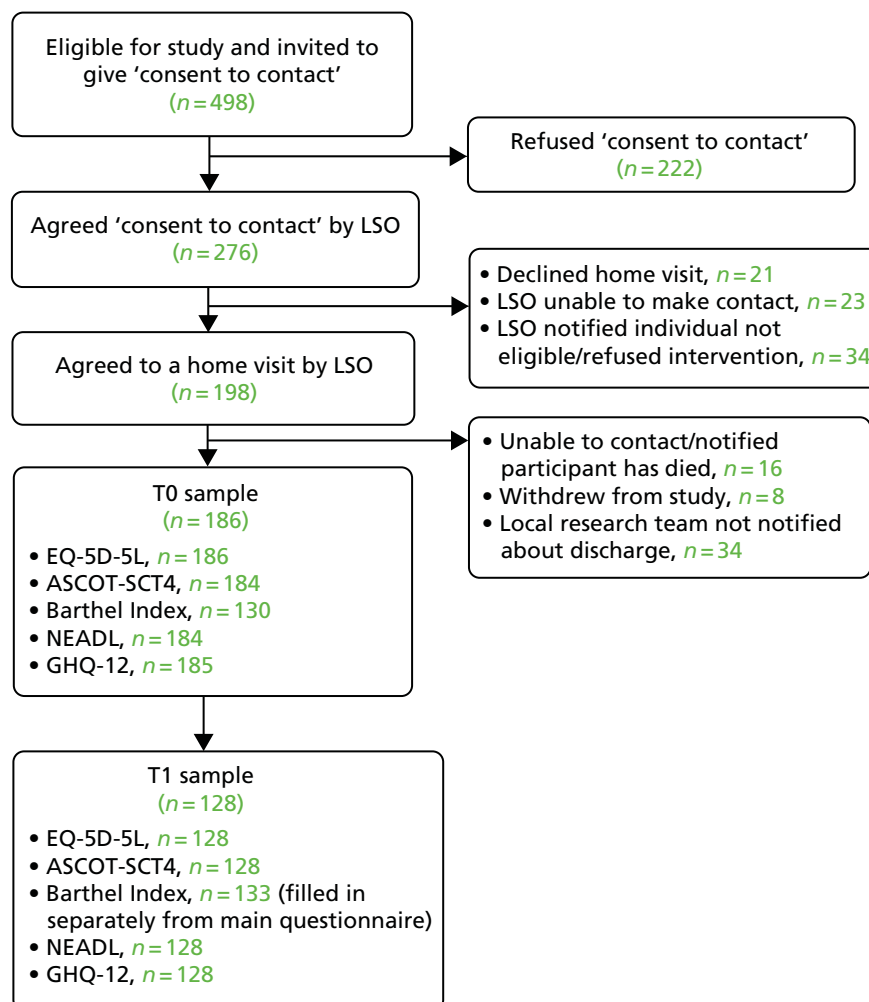 Eligible for study and invited to
give ‘consent to contact’
(n=498)
Refused ‘consent to contact’
(n=222)
Agreed ‘consent to contact’ by LSO
(n=276)
• Declined home visit, n=21
• LSO unable to make contact, n=23
• LSO notified individual not
eligible/refused intervention, n=34
Agreed to a home visit by LSO
(n=198)
• Unable to contact/notified
participant has died, n=16
• Withdrew from study, n=8
• Local research team not notified
about discharge, n=34
T0 sample
(n=186)
• EQ-5D-5L, n=186
• ASCOT-SCT4, n=184
• Barthel Index, n=130
• NEADL, n=184
• GHQ-12, n=185
T1 sample
(n=128)
• EQ-5D-5L, n=128
• ASCOT-SCT4, n=128
• Barthel Index, n=133 (filled in
separately from main questionnaire)
• NEADL, n=128
• GHQ-12, n=128